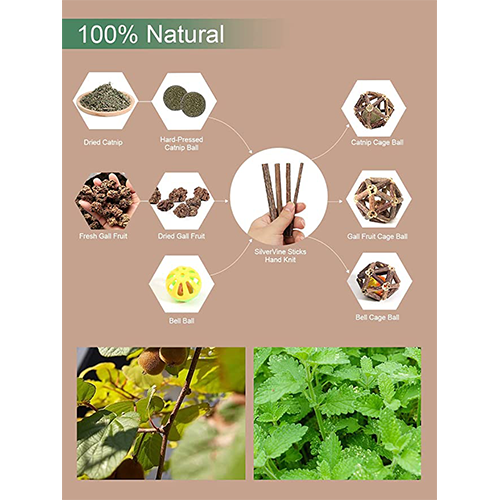 100% Natural
Dried Catnip
Hard-Pressed
Catnip Ball
Catnip Cage Ball
Fresh Gall Fruit
Dried Gall Fruit
SilverVine Sticks
Hand Knit
Gall Fruit Cage Ball
Bell Ball
Bell Cage Ball